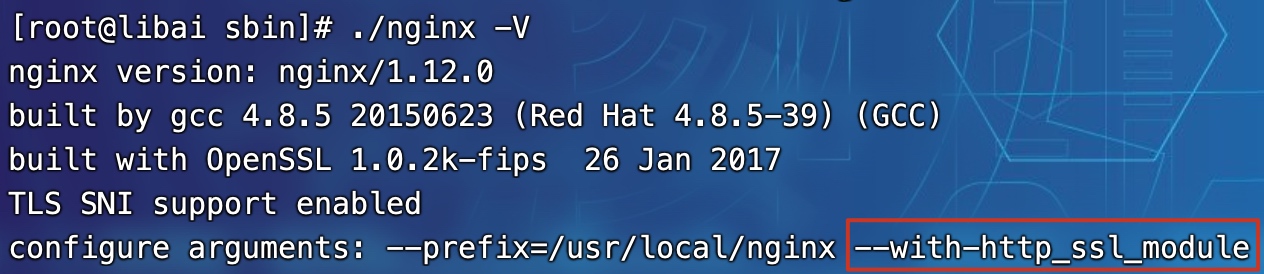 [root@libai sbin]# ./nginx -V
nginx version: nginx/1.12.0
built by gcc 4.8.5 20150623 (Red Hat 4.8.5-39) (GCC)
built with OpenSSL 1.0.2k-fips  26 Jan 2017
TLS SNI support enabled
configure arguments: --prefix=/usr/local/nginx --with-http_ssl_module